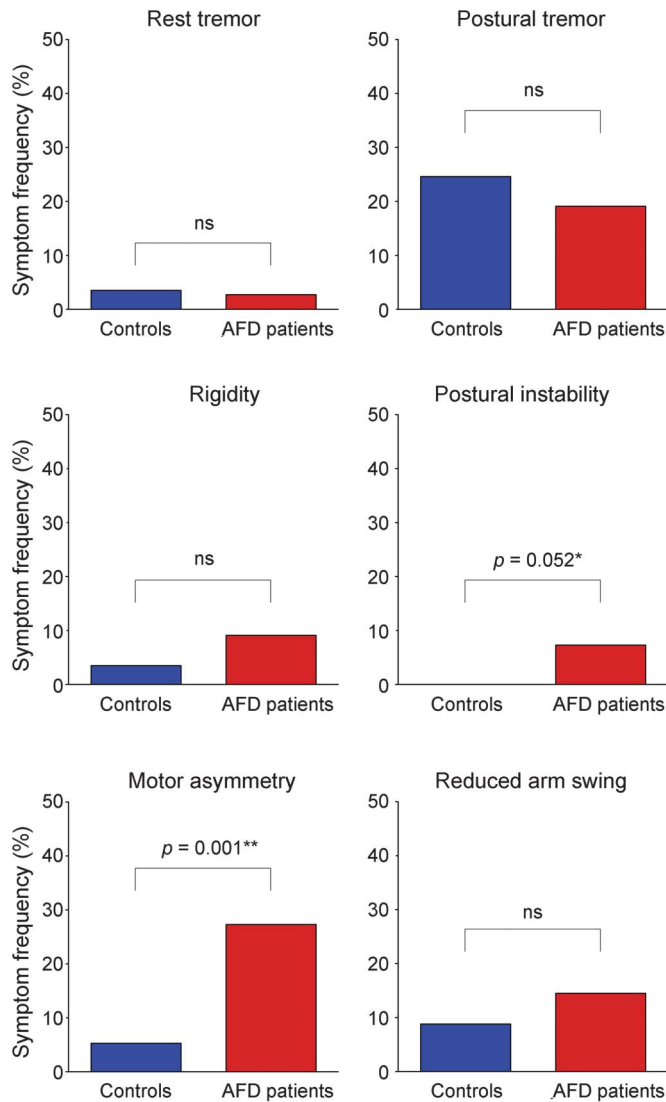 Rest tremor
Symptom frequency (%)
50
40
30
20
10
0
ns
Controls
AFD patients
Postural tremor
50
40
30
20
10
0
ns
Controls
AFD patients
Rigidity
Symptom frequency (%)
50
40
30
20
10
0
ns
Controls
AFD patients
Postural instability
50
40
30
20
10
0
p = 0.052*
Controls
AFD patients
Motor asymmetry
Symptom frequency (%)
50
40
30
20
10
0
p = 0.001**
Controls
AFD patients
Reduced arm swing
50
40
30
20
10
0
ns
Controls
AFD patients